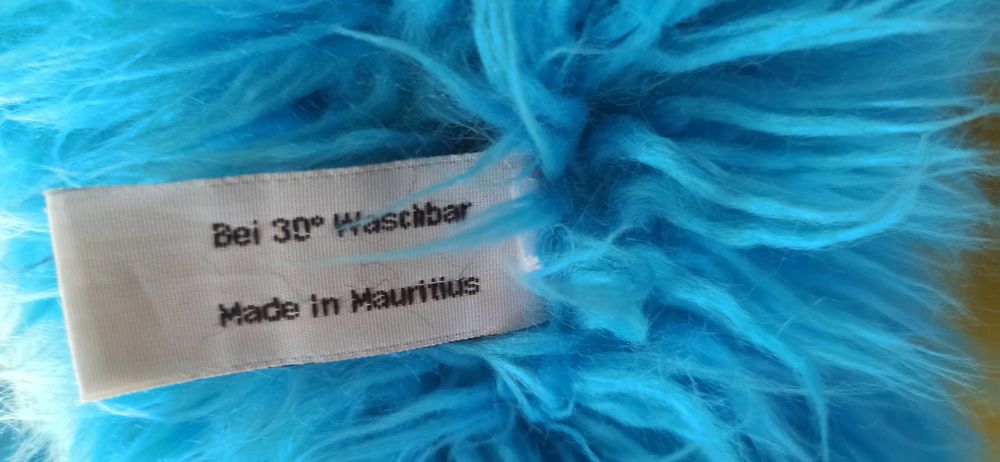 Bei 30° Waschbar
Made in Mauritius